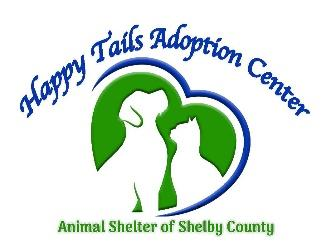 Happy Tails Adoption Center
Animal Shelter of Shelby County